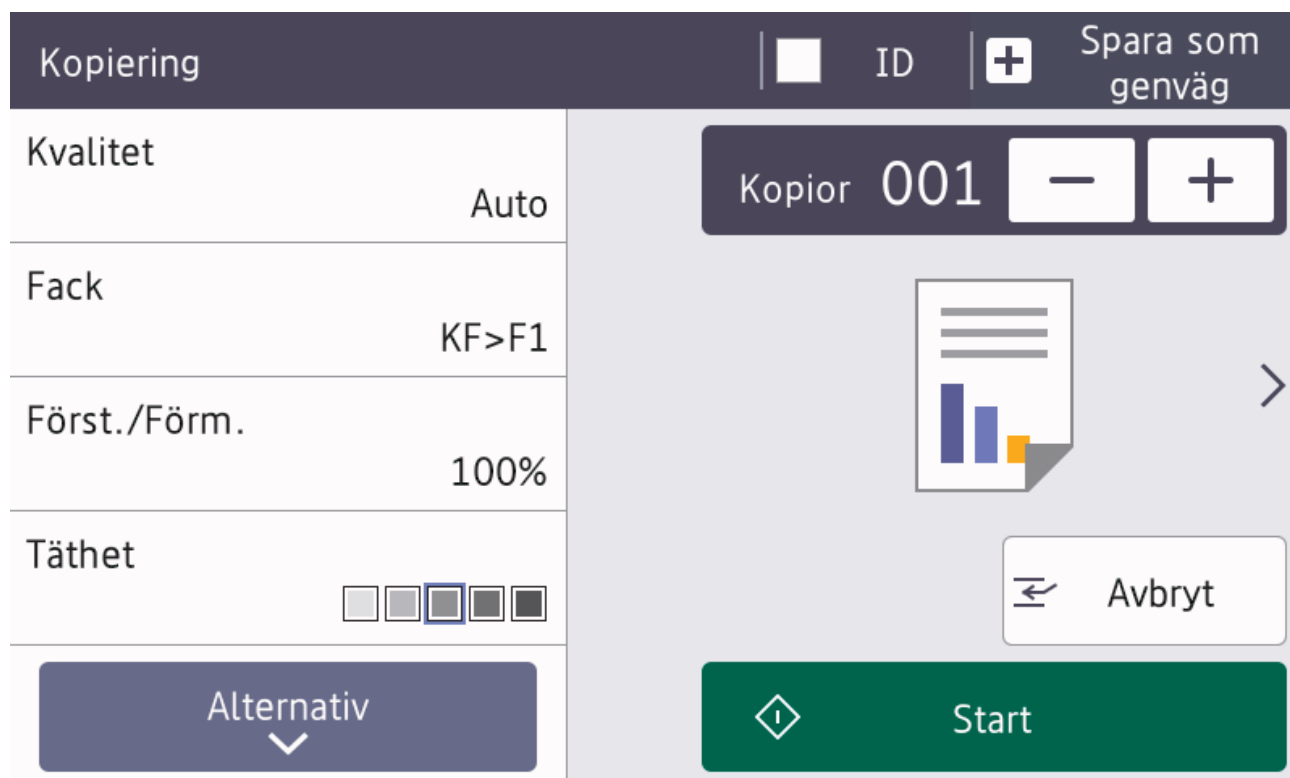 Kopiering
ID
Spara som
genväg
Kvalitet
Auto
Kopior 001
Fack
KF>F1
Först./Förm.
100%
Täthet
Avbryt
Alternativ
Start